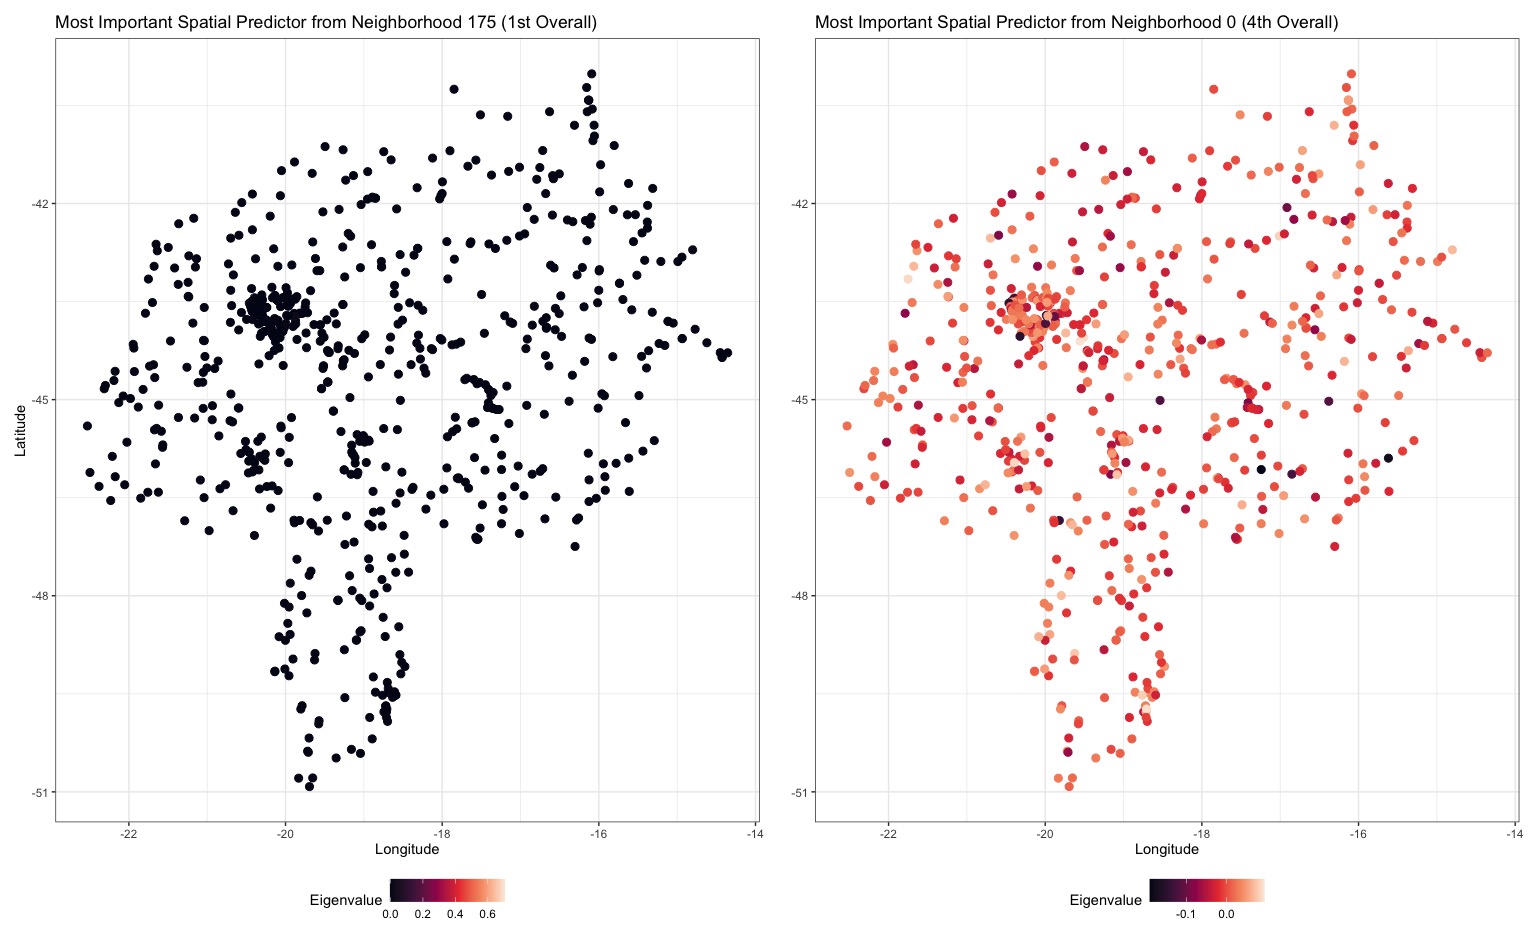 Most Important Spatial Predictor from Neighborhood 175 (1st Overall)
Most Important Spatial Predictor from Neighborhood 0 (4th Overall)
Latitude
-42
-45
-48
-51
-42
-45
-48
-51
-22
-20
-18
-16
-14
-22
-20
-18
-16
-14
Longitude
Longitude
Eigenvalue
0.0 0.2 0.4 0.6
Eigenvalue
-0.1 0.0